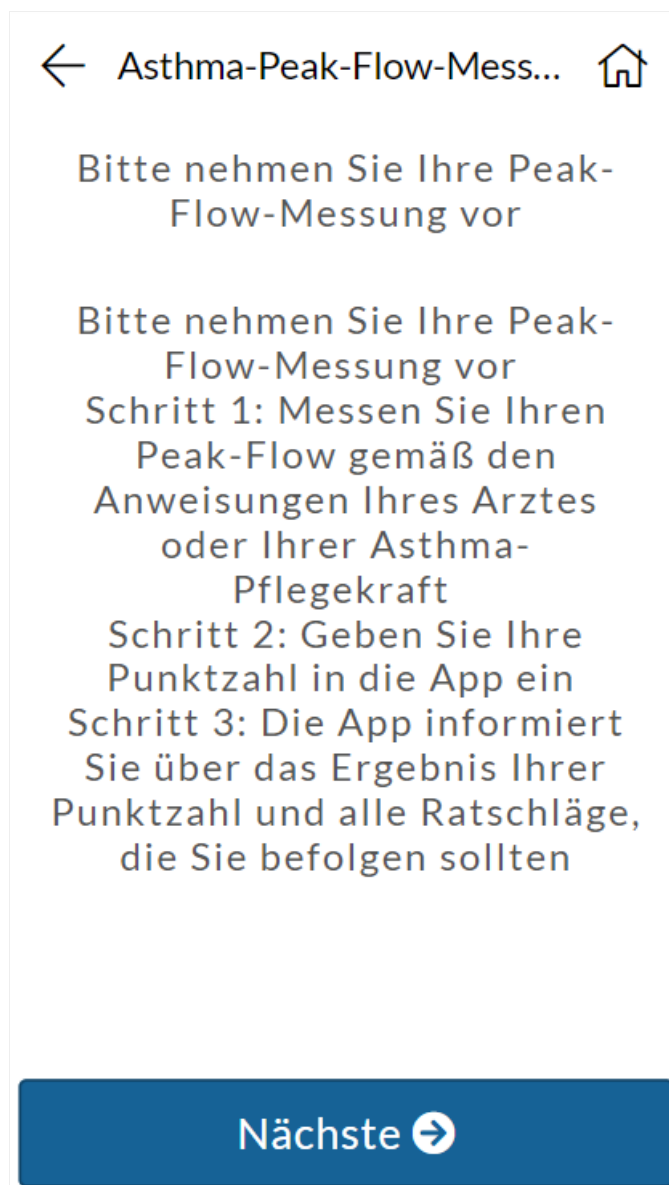 Asthma-Peak-Flow-Mess...
Bitte nehmen Sie Ihre Peak-
Flow-Messung vor
Bitte nehmen Sie Ihre Peak-
Flow-Messung vor
Schritt 1: Messen Sie Ihren
Peak-Flow gemäß den
Anweisungen Ihres Arztes
oder Ihrer Asthma-
Pflegekraft
Schritt 2: Geben Sie Ihre
Punktzahl in die App ein
Schritt 3: Die App informiert
Sie über das Ergebnis Ihrer
Punktzahl und alle Ratschläge,
die Sie befolgen sollten
Nächste